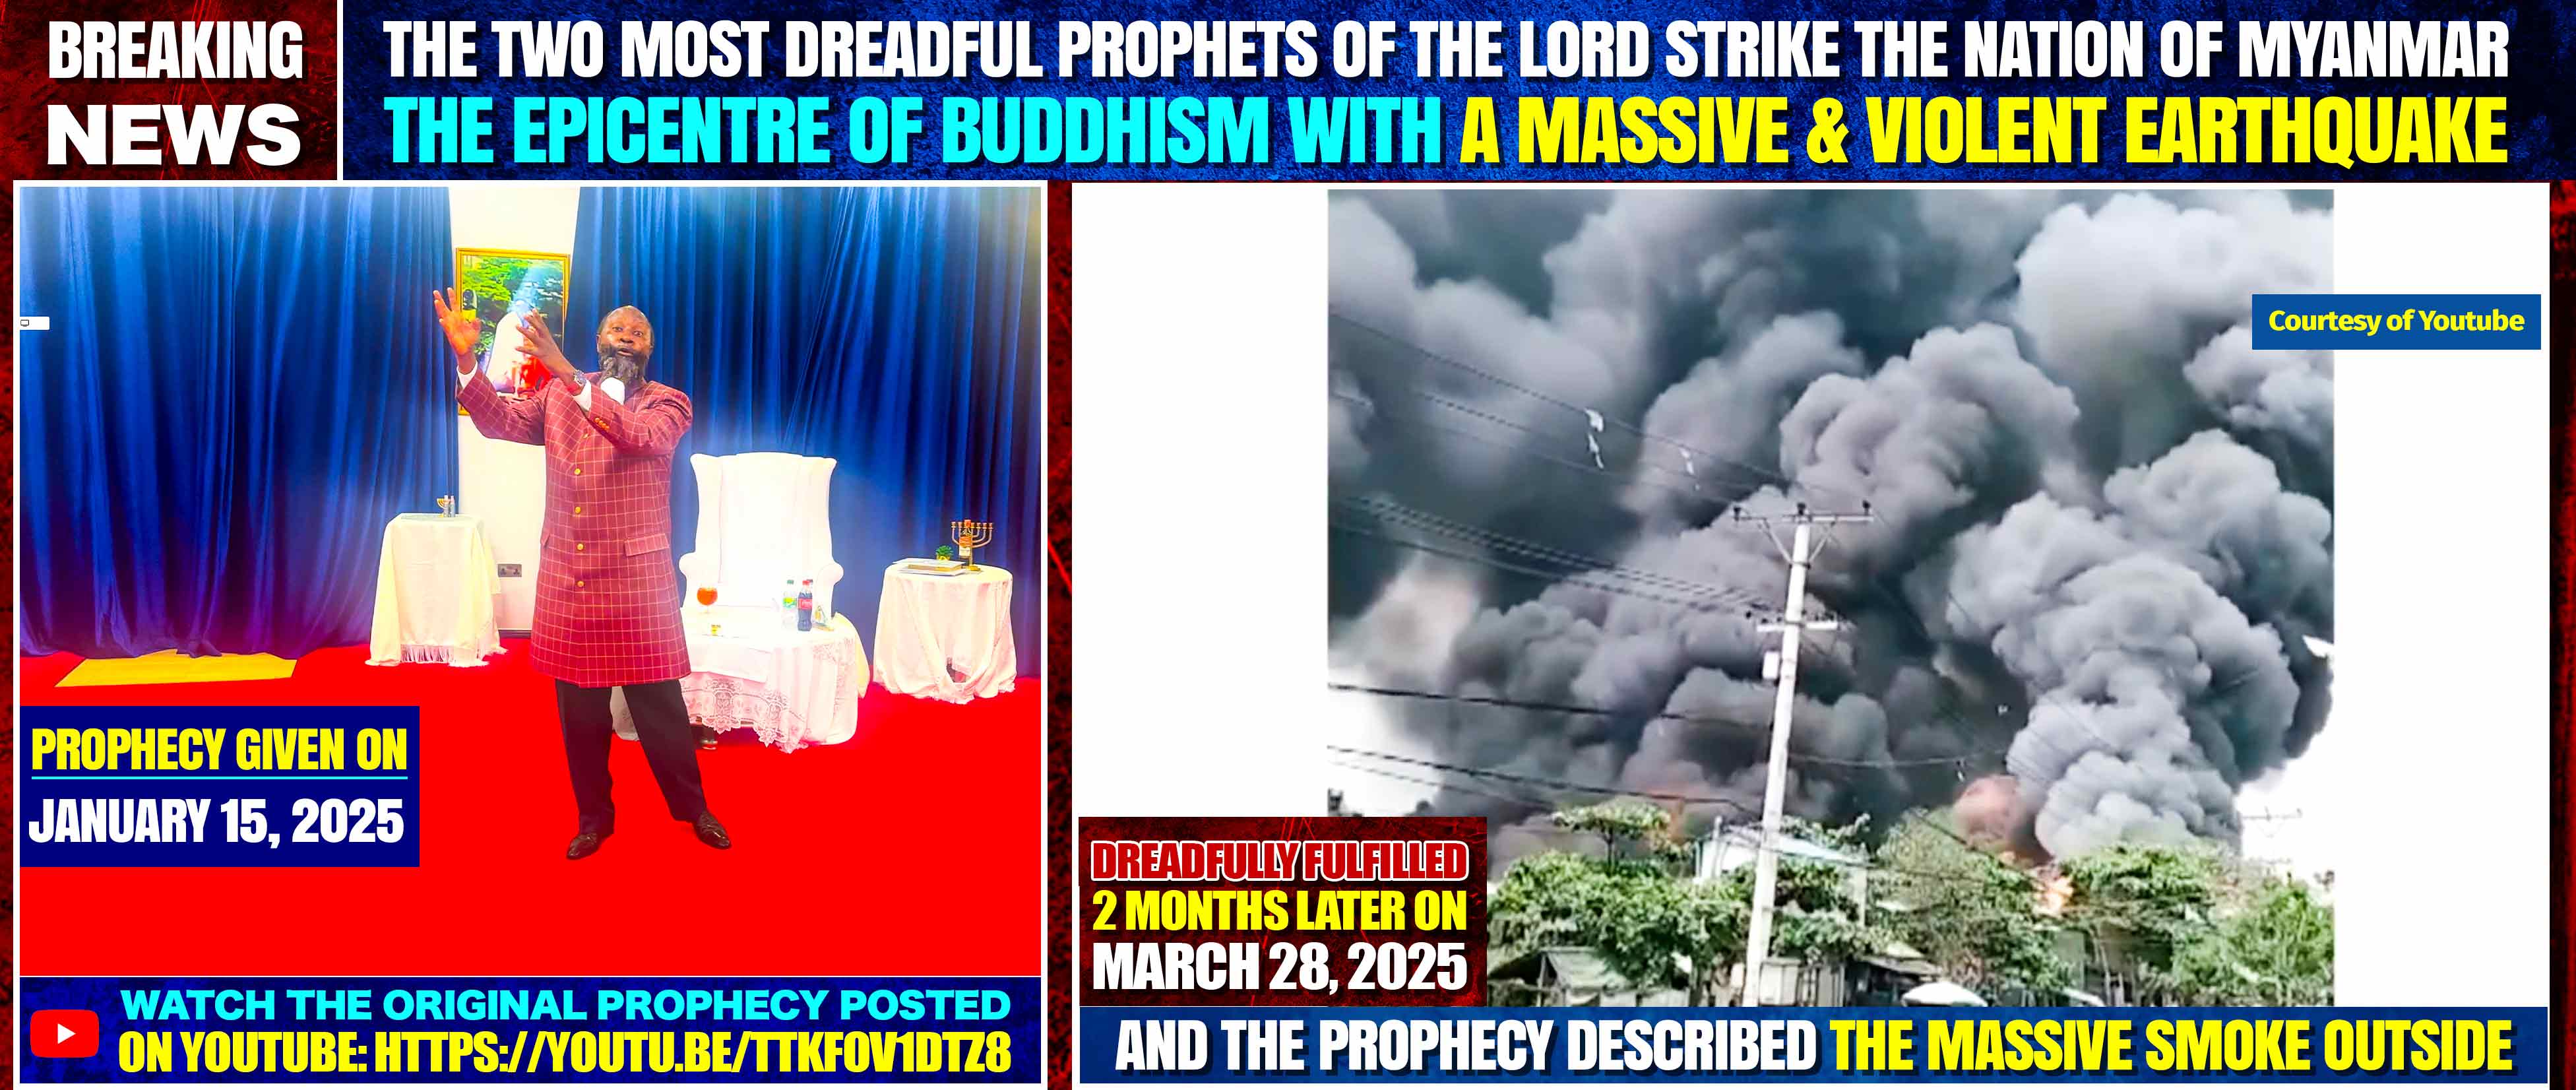 BREAKING
NEWS
THE TWO MOST DREADFUL PROPHETS OF THE LORD STRIKE THE NATION OF MYANMAR
THE EPICENTRE OF BUDDHISM WITH A MASSIVE & VIOLENT EARTHQUAKE
PROPHECY GIVEN ON
JANUARY 15, 2025
WATCH THE ORIGINAL PROPHECY POSTED
ON YOUTUBE: HTTPS://YOUTU.BE/TTKFOV1DTZ8
Courtesy of Youtube
DREADFULLY FULFILLED
2 MONTHS LATER ON
MARCH 28, 2025
AND THE PROPHECY DESCRIBED THE MASSIVE SMOKE OUTSIDE